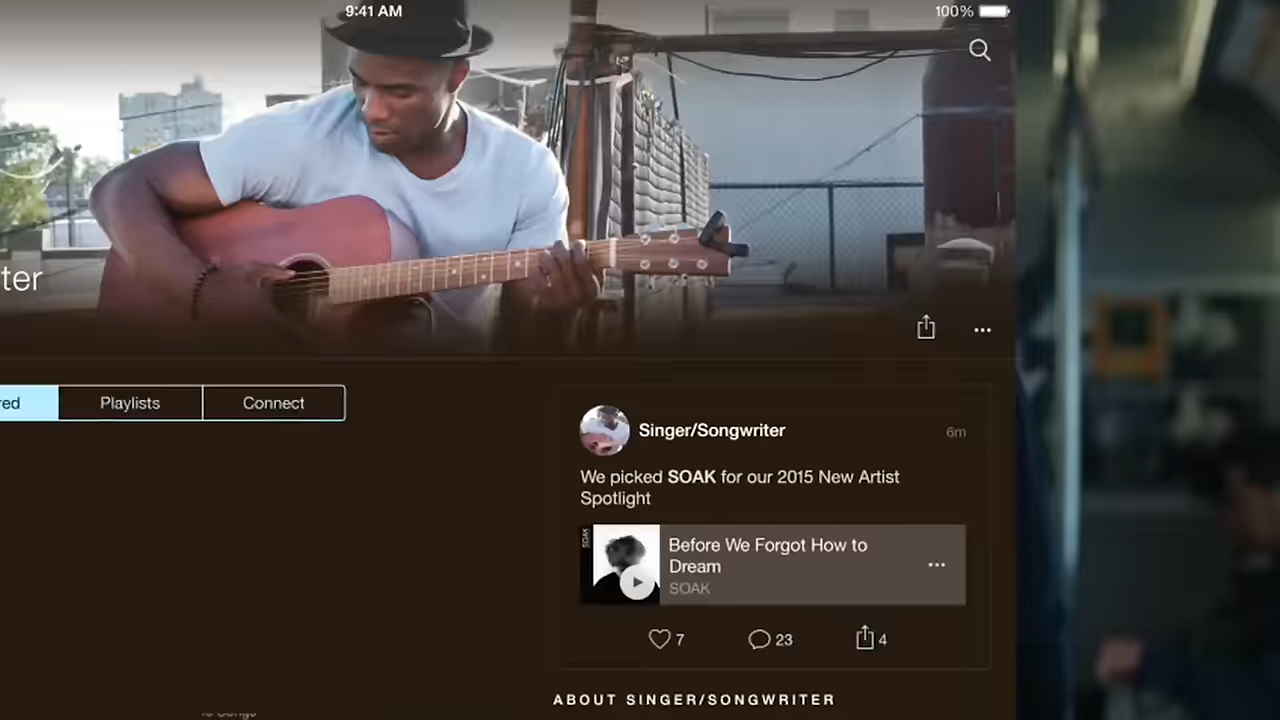 9:41 AM
100%
ter
red
Playlists
Connect
Singer/Songwriter
6m
We picked SOAK for our 2015 New Artist
Spotlight
SOAK
Before We Forgot How to
Dream
SOAK
7
23
4
ABOUT SINGER/SONGWRITER